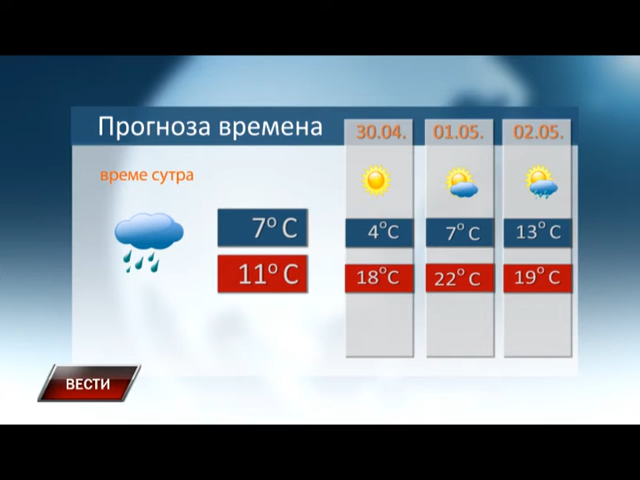 Прогноза времена
време сутра
7° C
11° C
30.04.
4°C
18°C
01.05.
7°C
22°C
02.05.
13°C
19°C
ВЕСТИ